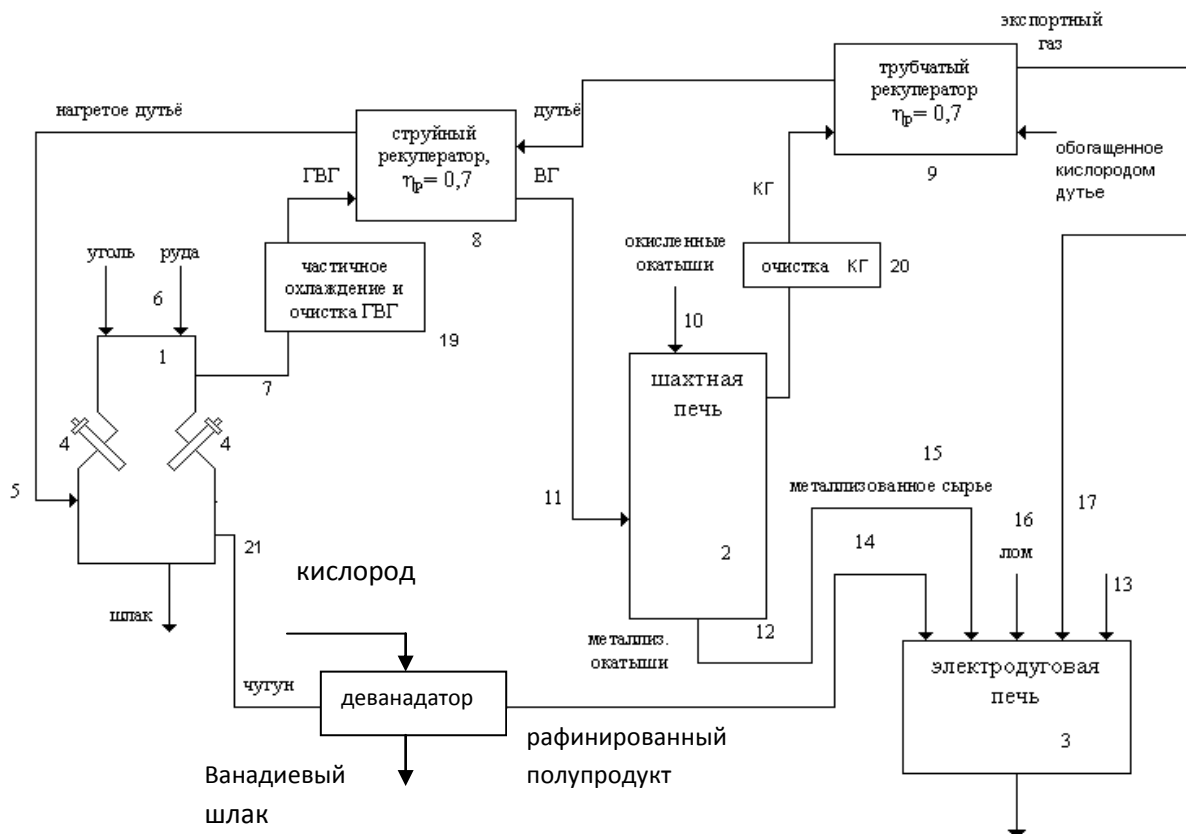 экспортный
газ
трубчатый
рекуператор
ηр= 0,7
9
нагретое дутьё
дутьё
струйный
рекуператор,
ηр= 0,7
8
ГВГ
ВГ
КГ
обогащенное
кислородом
дутье
уголь
руда
6
1
частичное
охлаждение и
очистка ГВГ
19
окисленные
окатыши
очистка КГ
20
10
7
шахтная
печь
2
4
4
5
11
15
металлизованное сырье
14
16
лом
17
13
21
кислород
шлак
металлиз.
окатыши
12
электродуговая
печь
3
чугун
деванадатор
рафинированный
полупродукт
Ванадиевый
шлак